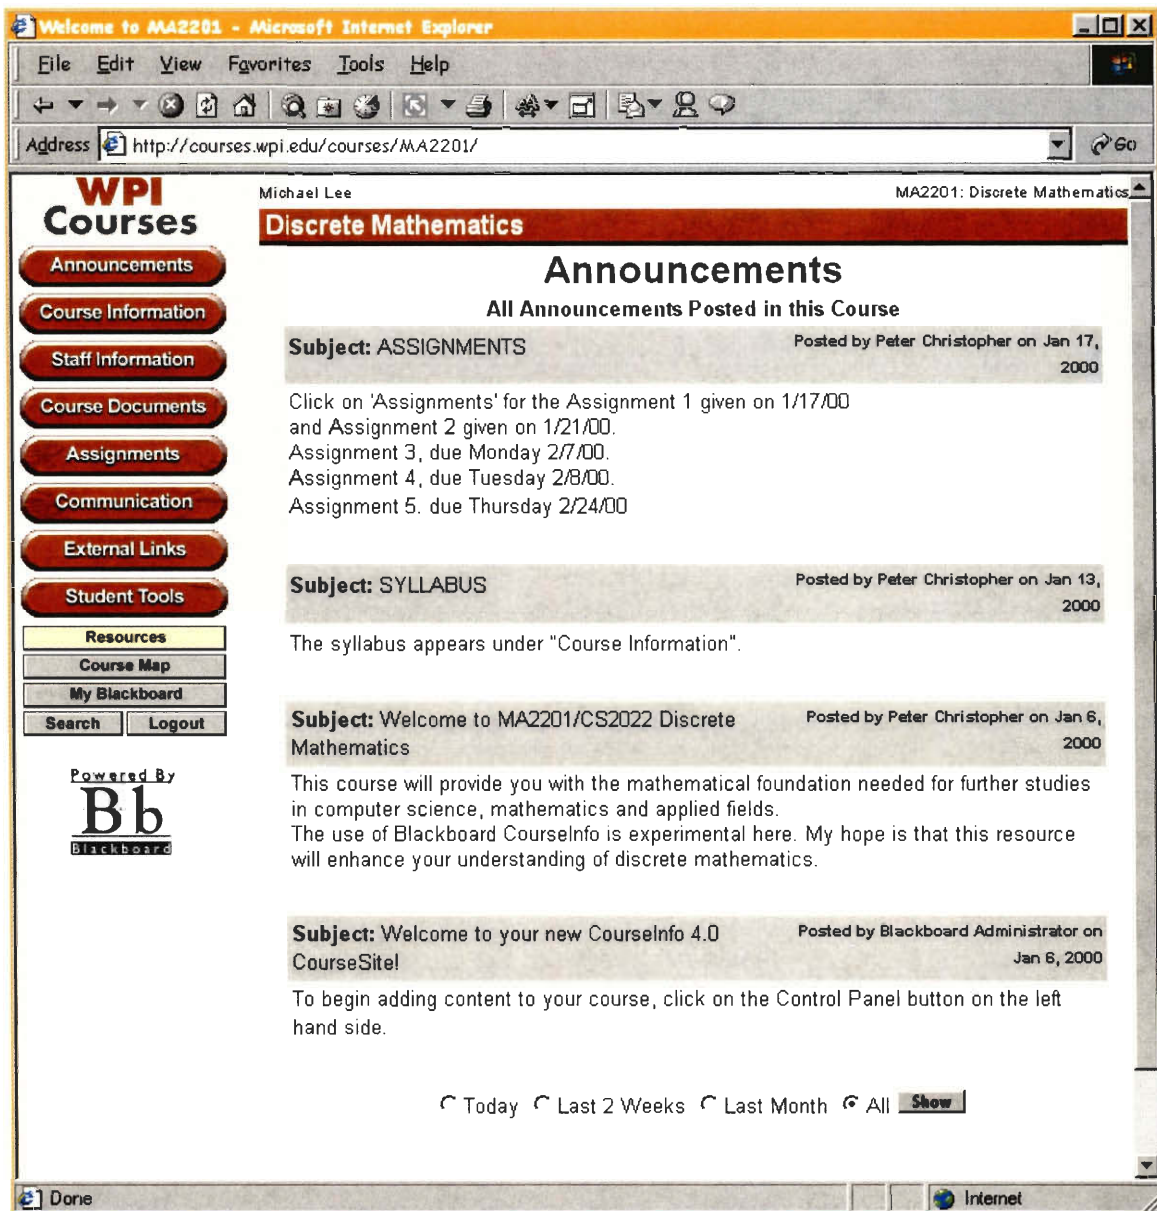 Welcome to MA2201 - Microsoft Internet Explorer
File Edit View Favorites Tools Help
Address http://courses.wpi.edu/courses/MA2201/ Go
WPI
Courses
Announcements
Course Information
Staff Information
Course Documents
Assignments
Communication
External Links
Student Tools
Resources
Course Map
My Blackboard
Search Logout
Powered By
Bb
Blackboard
Michael Lee MA2201: Discrete Mathematics
Discrete Mathematics
Announcements
All Announcements Posted in this Course
Subject: ASSIGNMENTS Posted by Peter Christopher on Jan 17,
2000
Click on 'Assignments' for the Assignment 1 given on 1/17/00
and Assignment 2 given on 1/21/00.
Assignment 3, due Monday 2/7/00.
Assignment 4, due Tuesday 2/8/00.
Assignment 5. due Thursday 2/24/00
Subject: SYLLABUS Posted by Peter Christopher on Jan 13,
2000
The syllabus appears under "Course Information".
Subject: Welcome to MA2201/CS2022 Discrete Posted by Peter Christopher on Jan 6,
Mathematics 2000
This course will provide you with the mathematical foundation needed for further studies
in computer science, mathematics and applied fields.
The use of Blackboard CourseInfo is experimental here. My hope is that this resource
will enhance your understanding of discrete mathematics.
Subject: Welcome to your new CourseInfo 4.0 Posted by Blackboard Administrator on
CourseSite! Jan 6, 2000
To begin adding content to your course, click on the Control Panel button on the left
hand side.
Today Last 2 Weeks Last Month All Show
Done Internet